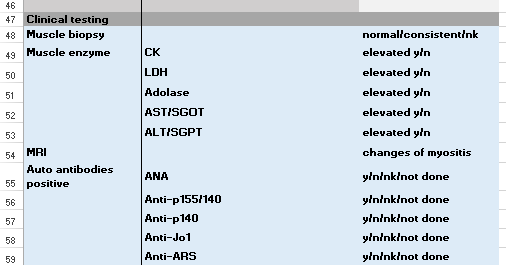 46
47 Clinical testing
48 Muscle biopsy normal/consistent/nk
49 Muscle enzyme CK elevated y/n
50 LDH elevated y/n
51 Adolase elevated y/n
52 AST/SGOT elevated y/n
53 ALT/SGPT elevated y/n
54 MRI changes of myositis
Auto antibodies
55 positive ANA y/n/nk/not done
56 Anti-p155/140 y/n/nk/not done
57 Anti-p140 y/n/nk/not done
58 Anti-Jo1 y/n/nk/not done
59 Anti-ARS y/n/nk/not done